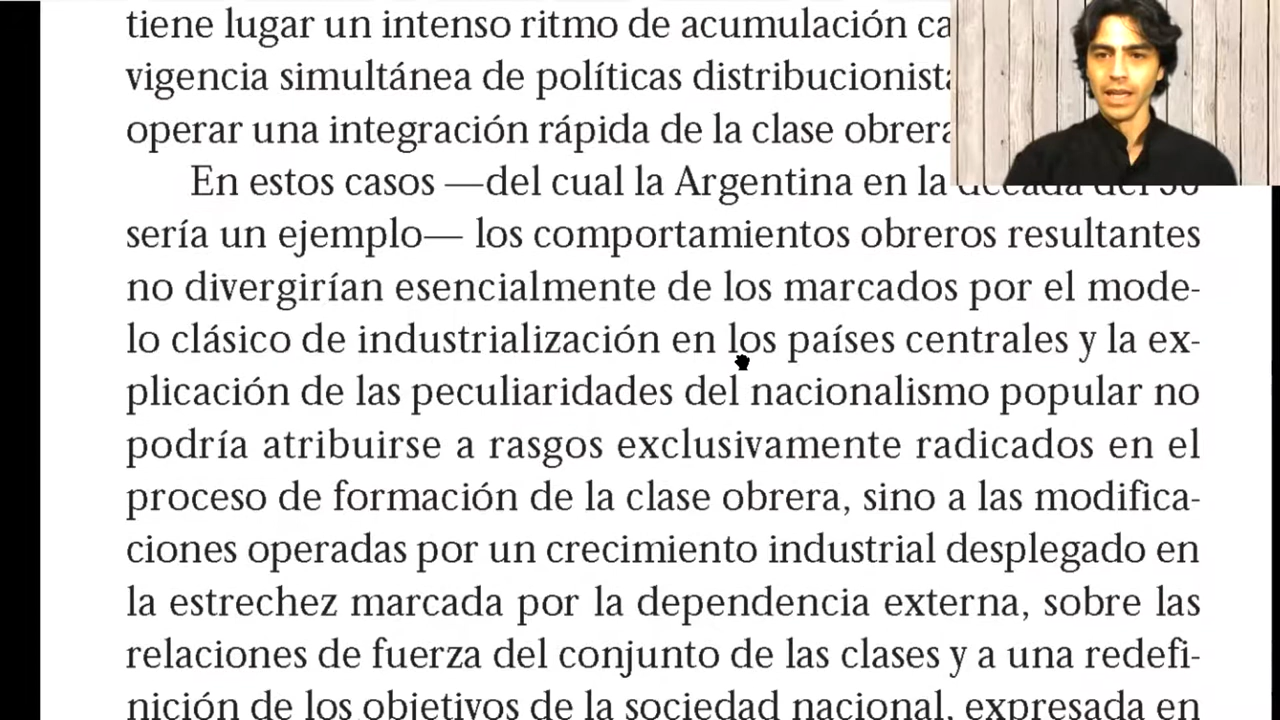 tiene lugar un intenso ritmo de acumulación
vigencia simultánea de políticas
operar una integración rápida de la clase
En estos casos —del cual la Argentina en la década del 30
sería un ejemplo— los comportamientos obreros resultantes
no divergirían esencialmente de los marcados por el mode-
lo clásico de industrialización en los países centrales y la ex-
plicación de las peculiaridades del nacionalismo popular no
podría atribuirse a rasgos exclusivamente radicados en el
proceso de formación de la clase obrera, sino a las modifica-
ciones operadas por un crecimiento industrial desplegado en
la estrechez marcada por la dependencia externa, sobre las
relaciones de fuerza del conjunto de las clases y a una redefi-
nición de los objetivos de la sociedad nacional, expresada en